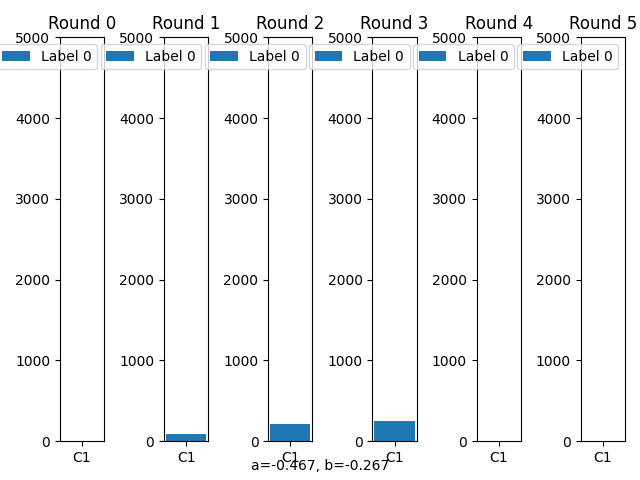 Round 0 Round 1 Round 2 Round 3 Round 4 Round 5
5000 5000 5000 5000 5000 5000
Label 0 Label 0 Label 0 Label 0 Label 0 Label 0
4000 4000 4000 4000 4000 4000
3000 3000 3000 3000 3000 3000
2000 2000 2000 2000 2000 2000
1000 1000 1000 1000 1000 1000
0 0 0 0 0 0
C1 C1 C1 C1 C1 C1
a=-0.467, b=-0.267